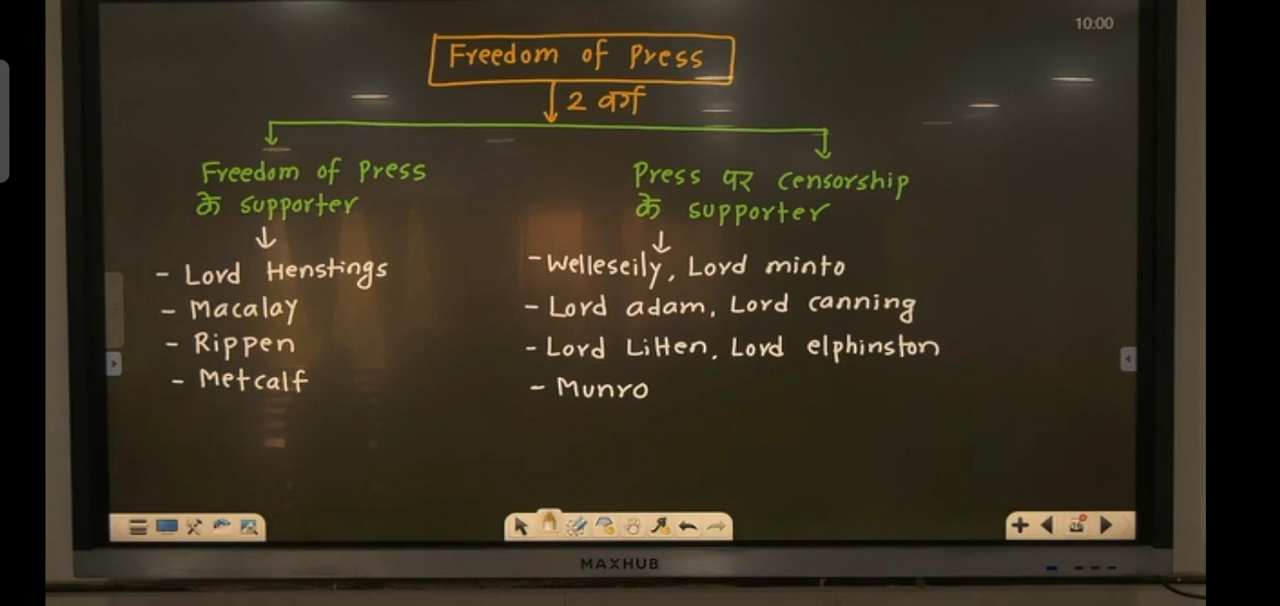 10:00
Freedom of Press
2 वर्ग
Freedom of Press
के supporter
- Lord Henstings
- Macalay
- Rippen
- Metcalf
Press पर censorship
के supporter
- Welleseily, Lord minto
- Lord adam, Lord canning
- Lord Litten, Lord elphinston
- Munro
MAXHUB